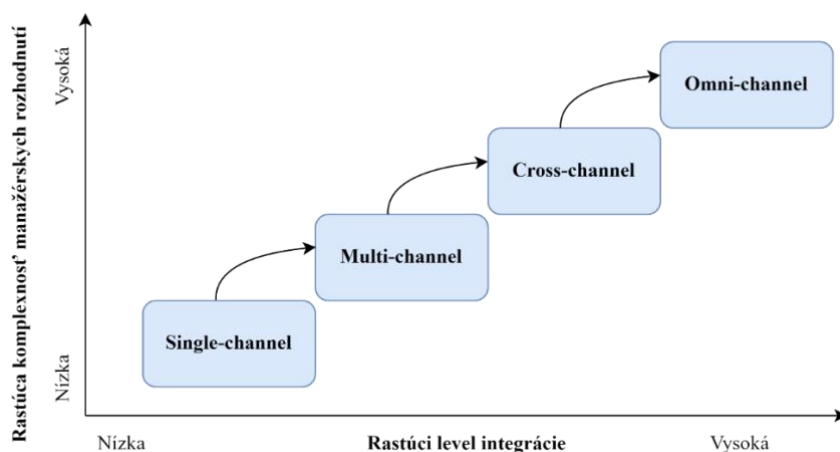 Rastúca komplexnosť manažérskych rozhodnutí
Vysoká
Nízka
Omni-channel
Cross-channel
Multi-channel
Single-channel
Nízka
Rastúci level integrácie
Vysoká